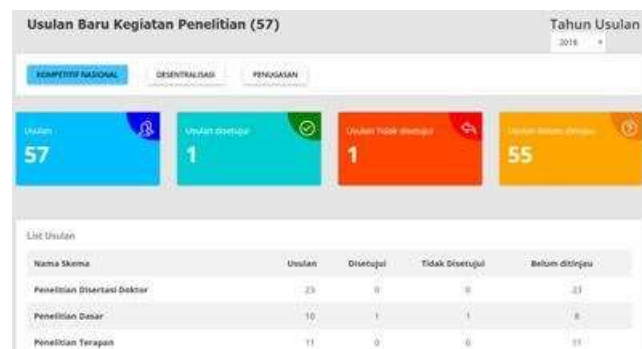 Usulan Baru Kegiatan Penelitian (57)
Tahun Usulan
2018
KOMPETITIF NASIONAL
DESENTRALISASI
PENUGASAN
Usulan
57
Usulan disetujui
1
Usulan Tidak disetujui
1
Usulan Belum ditinjau
55
List Usulan
Nama Skema Usulan Disetujui Tidak Disetujui Belum ditinjau
Penelitian Disertasi Doktor 23 0 0 23
Penelitian Dasar 10 1 1 8
Penelitian Terapan 11 0 0 11